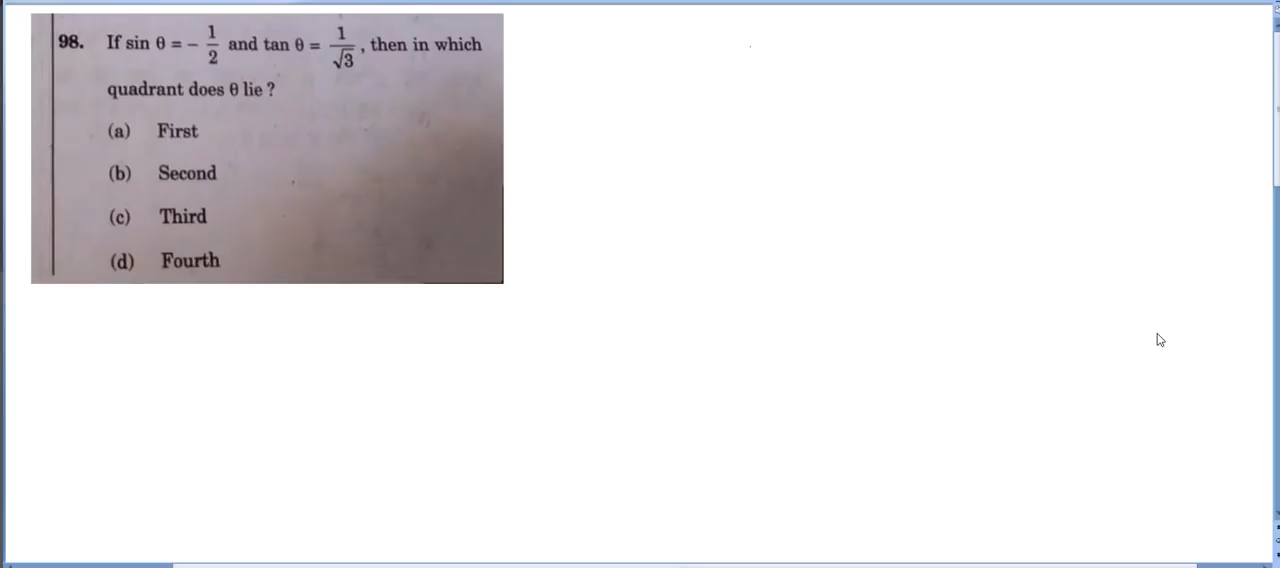 98. If sin θ = − 1/2 and tan θ = 1/√3, then in which
quadrant does θ lie ?
(a) First
(b) Second
(c) Third
(d) Fourth